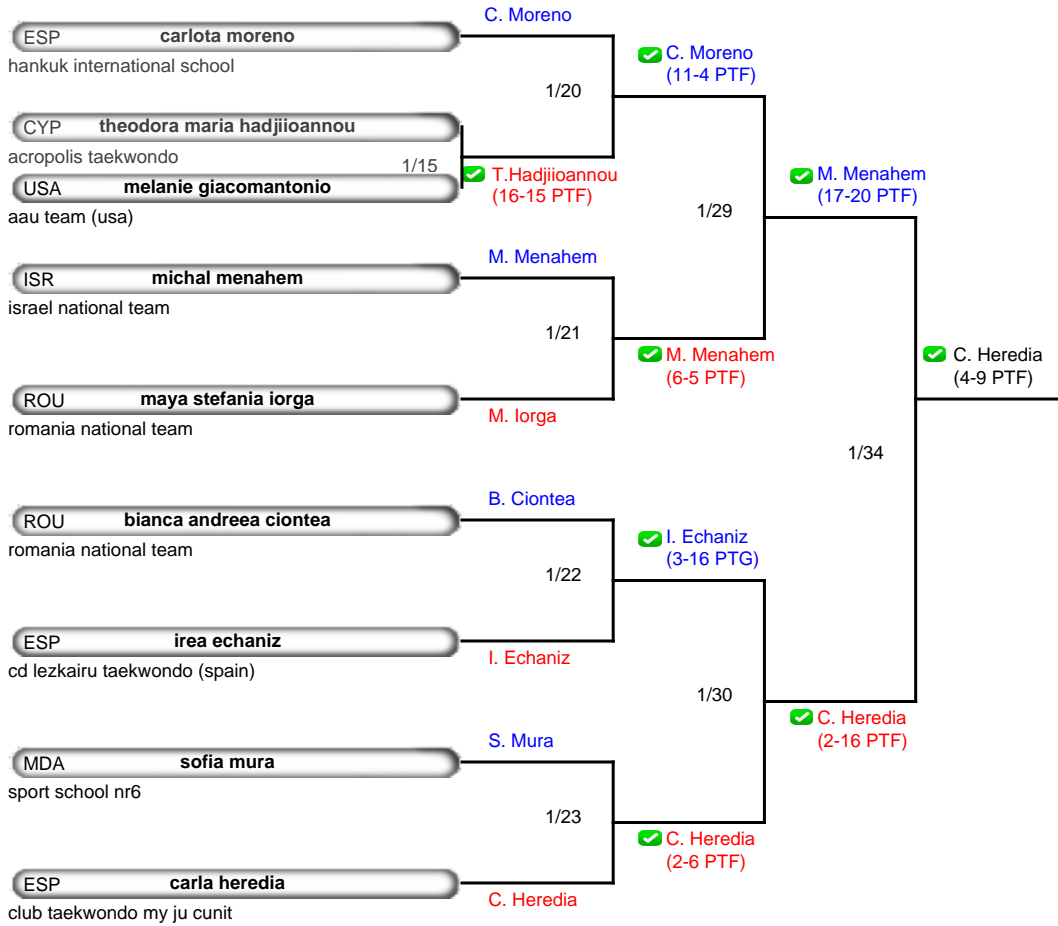 C. Moreno
ESP carlota moreno
hankuk international school
C. Moreno
(11-4 PTF)
1/20
CYP theodora maria hadjiioannou
acropolis taekwondo
1/15
T.Hadjiioannou
(16-15 PTF)
USA melanie giacomantonio
aau team (usa)
M. Menahem
(17-20 PTF)
1/29
M. Menahem
ISR michal menahem
israel national team
1/21
M. Menahem
(6-5 PTF)
C. Heredia
(4-9 PTF)
ROU maya stefania iorga
romania national team
M. Iorga
1/34
B. Ciontea
ROU bianca andreea ciontea
romania national team
I. Echaniz
(3-16 PTG)
1/22
ESP irea echaniz
cd lezkairu taekwondo (spain)
I. Echaniz
1/30
C. Heredia
(2-16 PTF)
S. Mura
MDA sofia mura
sport school nr6
1/23
C. Heredia
(2-6 PTF)
ESP carla heredia
club taekwondo my ju cunit
C. Heredia